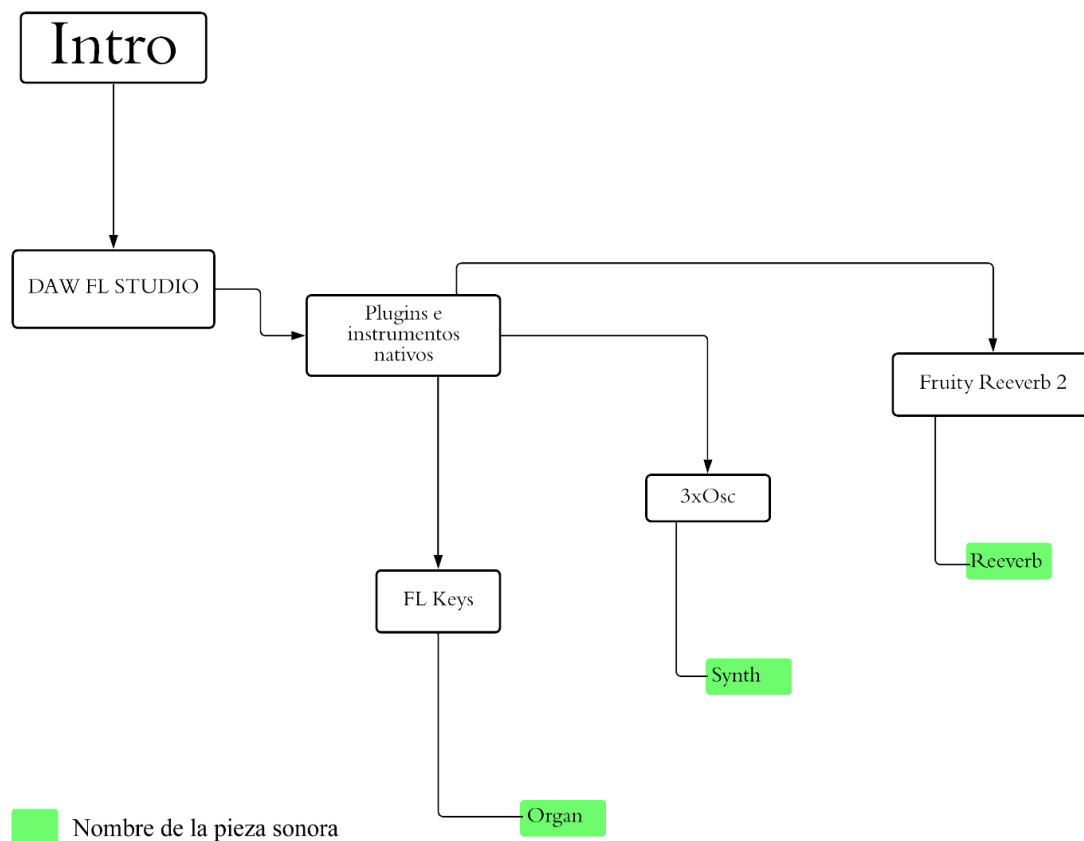 Intro
DAW FL STUDIO
Plugins e
instrumentos
nativos
Fruity Reeverb 2
3xOsc
Reeverb
FL Keys
Synth
Organ
Nombre de la pieza sonora